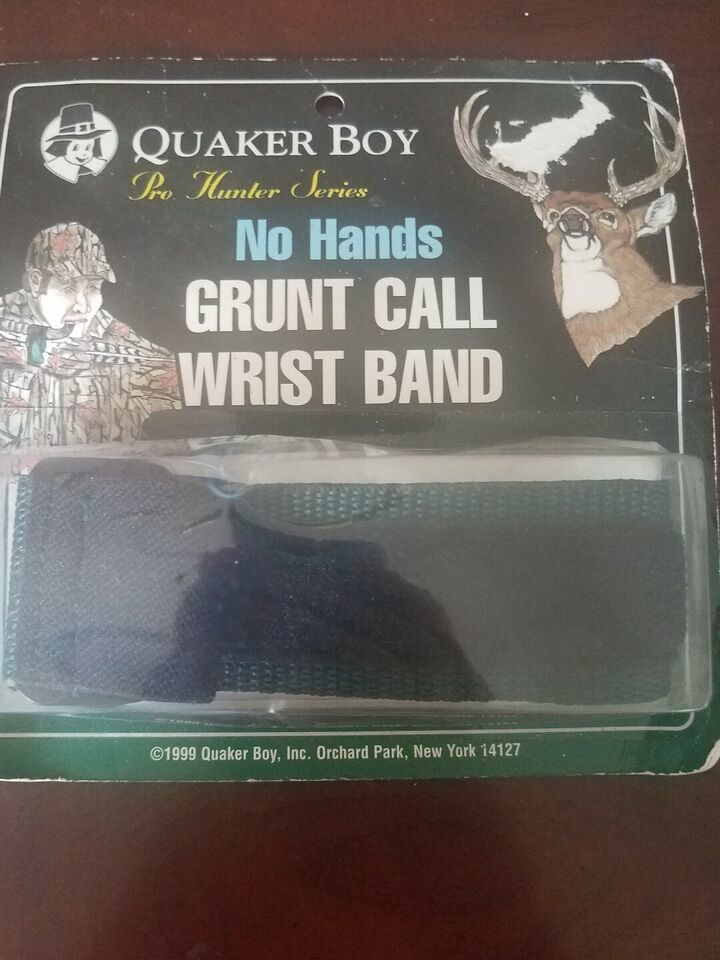 QUAKER BOY
Pro Hunter Series
No Hands
GRUNT CALL
WRIST BAND
©1999 Quaker Boy, Inc. Orchard Park, New York 14127